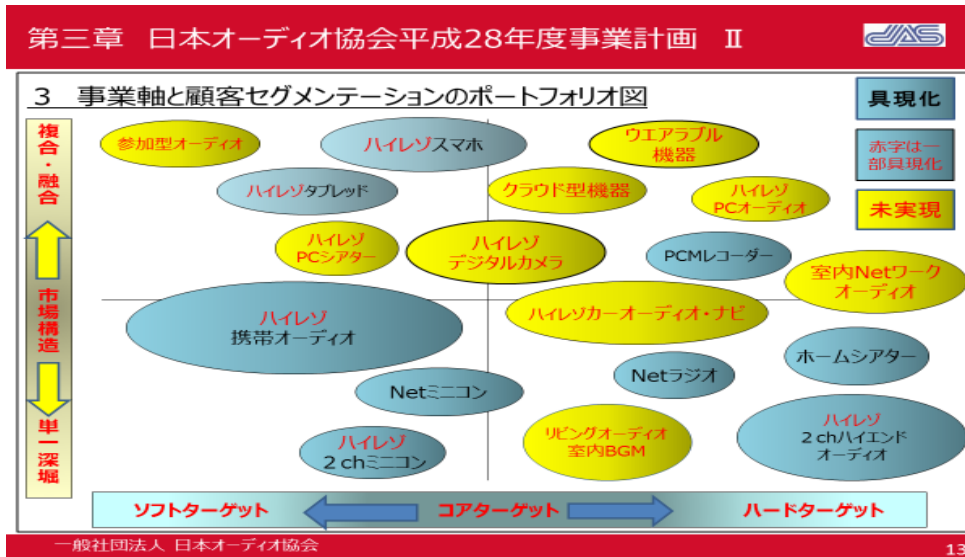 第三章 日本オーディオ協会平成28年度事業計画 Ⅱ
JAS
3 事業軸と顧客セグメンテーションのポートフォリオ図
具現化
赤字は一
部具現化
未実現
複合・融合
市場構造
単一深堀
参加型オーディオ
ハイレゾスマホ
ウエアラブル
機器
ハイレゾタブレッド
クラウド型機器
ハイレゾ
PCオーディオ
ハイレゾ
PCシアター
ハイレゾ
デジタルカメラ
PCMレコーダー
室内Netワーク
オーディオ
ハイレゾ
携帯オーディオ
ハイレゾカーオーディオ・ナビ
ホームシアター
Netミニコン
Netラジオ
ハイレゾ
2chミニコン
リビングオーディオ
室内BGM
ハイレゾ
2chハイエンド
オーディオ
ソフトターゲット
コアターゲット
ハードターゲット
一般社団法人 日本オーディオ協会
13